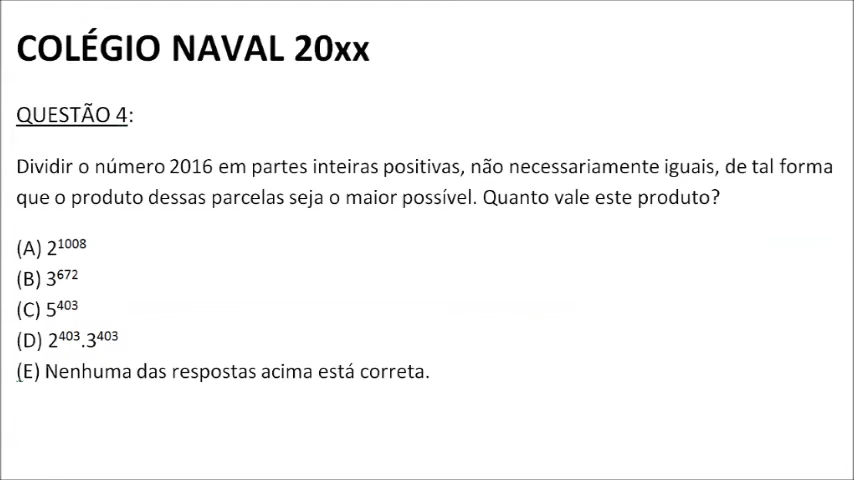 COLÉGIO NAVAL 20xx
QUESTÃO 4:
Dividir o número 2016 em partes inteiras positivas, não necessariamente iguais, de tal forma
que o produto dessas parcelas seja o maior possível. Quanto vale este produto?
(A) 2¹⁰⁰⁸
(B) 3⁶⁷²
(C) 5⁴⁰³
(D) 2⁴⁰³.3⁴⁰³
(E) Nenhuma das respostas acima está correta.